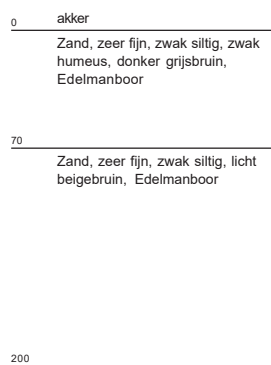 0 akker
Zand, zeer fijn, zwak siltig, zwak
humeus, donker grijsbruin,
Edelmanboor
70
Zand, zeer fijn, zwak siltig, licht
beigebruin, Edelmanboor
200